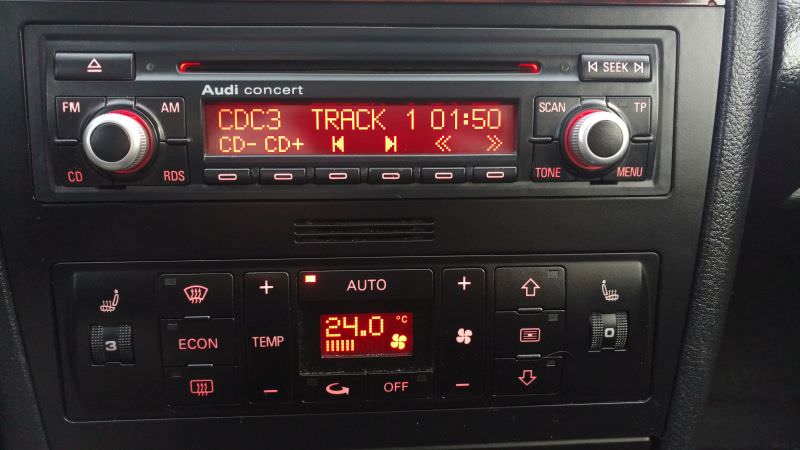 SEEK
Audi concert
FM
AM
CDC3 TRACK 1 01:50
CD- CD+
CD
RDS
SCAN
TP
TONE
MENU
+
AUTO
+
24.0 °C
ECON
TEMP
3
0
-
OFF
-